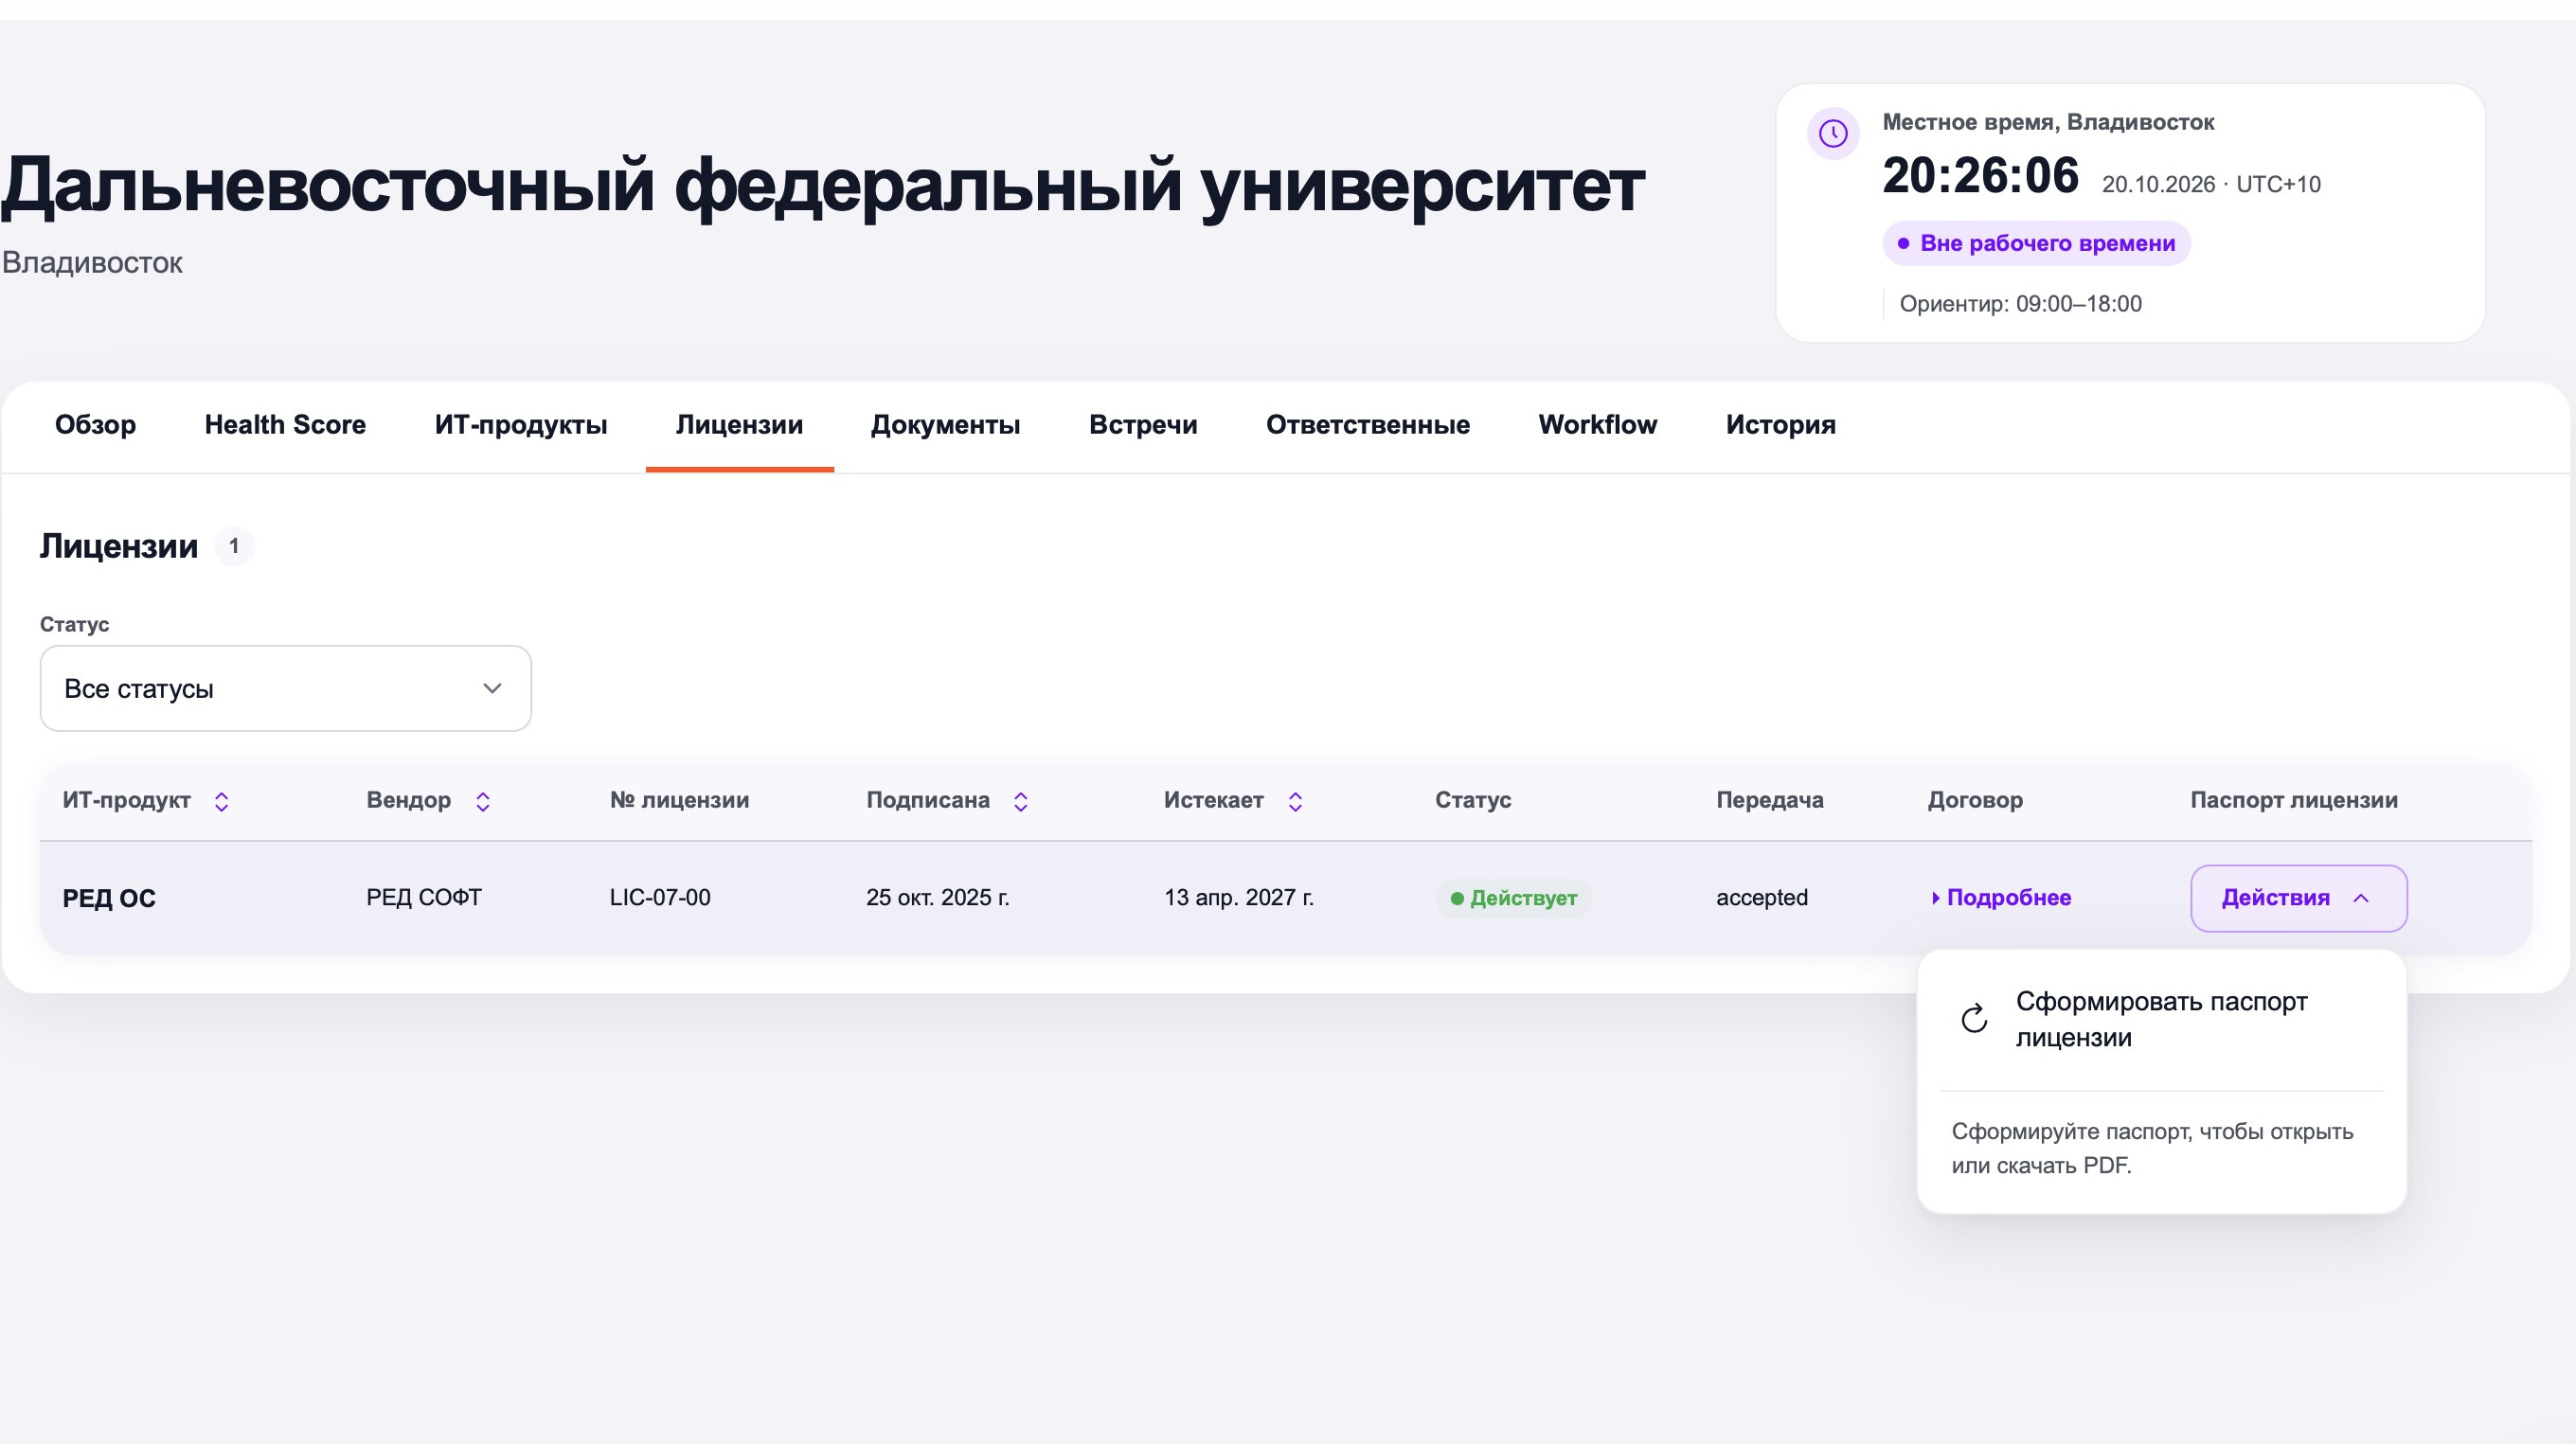 Дальневосточный федеральный университет
Владивосток
Местное время, Владивосток
20:26:06 20.10.2026 · UTC+10
Вне рабочего времени
Ориентир: 09:00–18:00
Обзор Health Score ИТ-продукты Лицензии Документы Встречи Ответственные Workflow История
Лицензии 1
Статус
Все статусы
ИТ-продукт Вендор № лицензии Подписана Истекает Статус Передача Договор Паспорт лицензии
РЕД ОС РЕД СОФТ LIC-07-00 25 окт. 2025 г. 13 апр. 2027 г. Действует accepted Подробнее Действия
Сформировать паспорт
лицензии
Сформируйте паспорт, чтобы открыть
или скачать PDF.